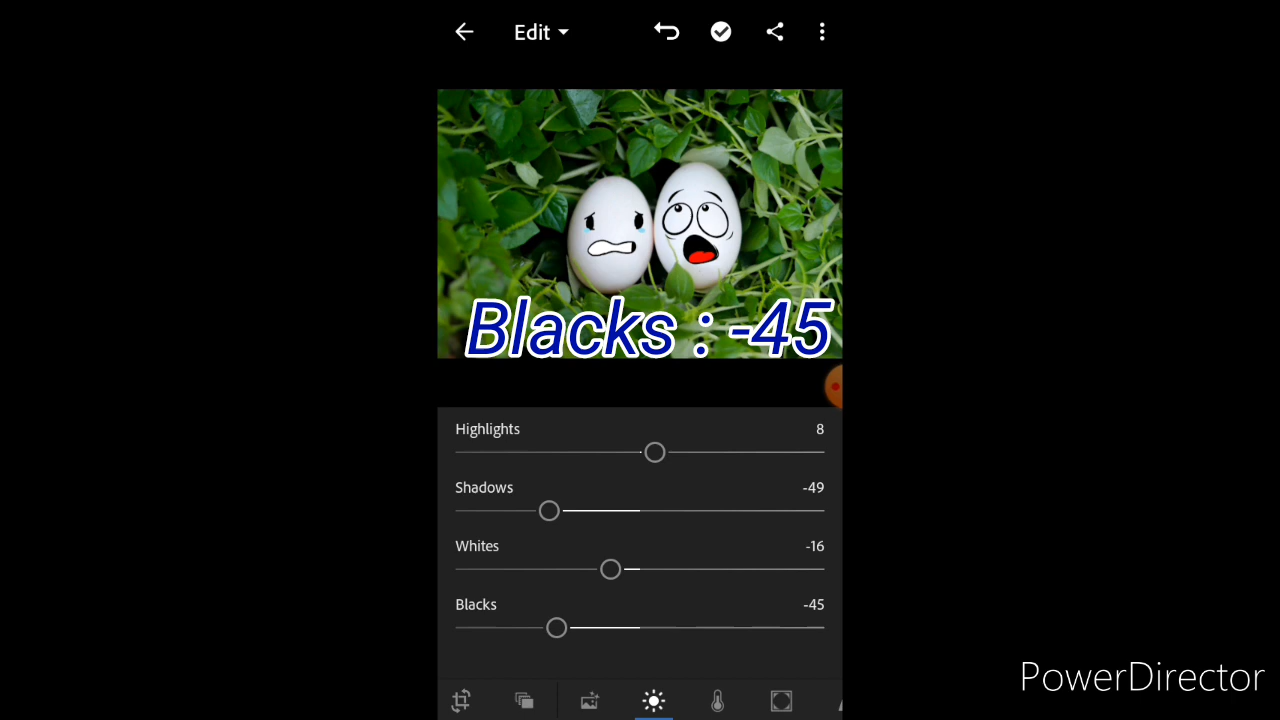 Edit
Blacks : -45
Highlights 8
Shadows -49
Whites -16
Blacks -45
PowerDirector